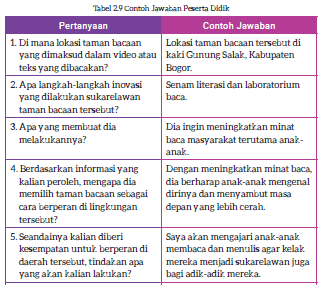 Tabel 2.9 Contoh Jawaban Peserta Didik
Pertanyaan
Contoh Jawaban
1. Di mana lokasi taman bacaan
yang dimaksud dalam video atau
teks yang dibacakan?
Lokasi taman bacaan tersebut di
kaki Gunung Salak, Kabupaten
Bogor.
2. Apa langkah-langkah inovasi
yang dilakukan sukarelawan
taman bacaan tersebut?
Senam literasi dan laboratorium
baca.
3. Apa yang membuat dia
melakukannya?
Dia ingin meningkatkan minat
baca masyarakat terutama anak-
anak.
4. Berdasarkan informasi yang
kalian peroleh, mengapa dia
memilih taman bacaan sebagai
cara berperan di lingkungan
tersebut?
Dengan meningkatkan minat baca,
dia berharap anak-anak mengenal
dirinya dan menyambut masa
depan yang lebih cerah.
5. Seandainya kalian diberi
kesempatan untuk berperan di
daerah tersebut, tindakan apa
yang akan kalian lakukan?
Saya akan mengajari anak-anak
membaca dan menulis agar kelak
mereka menjadi sukarelawan juga
bagi adik-adik mereka.